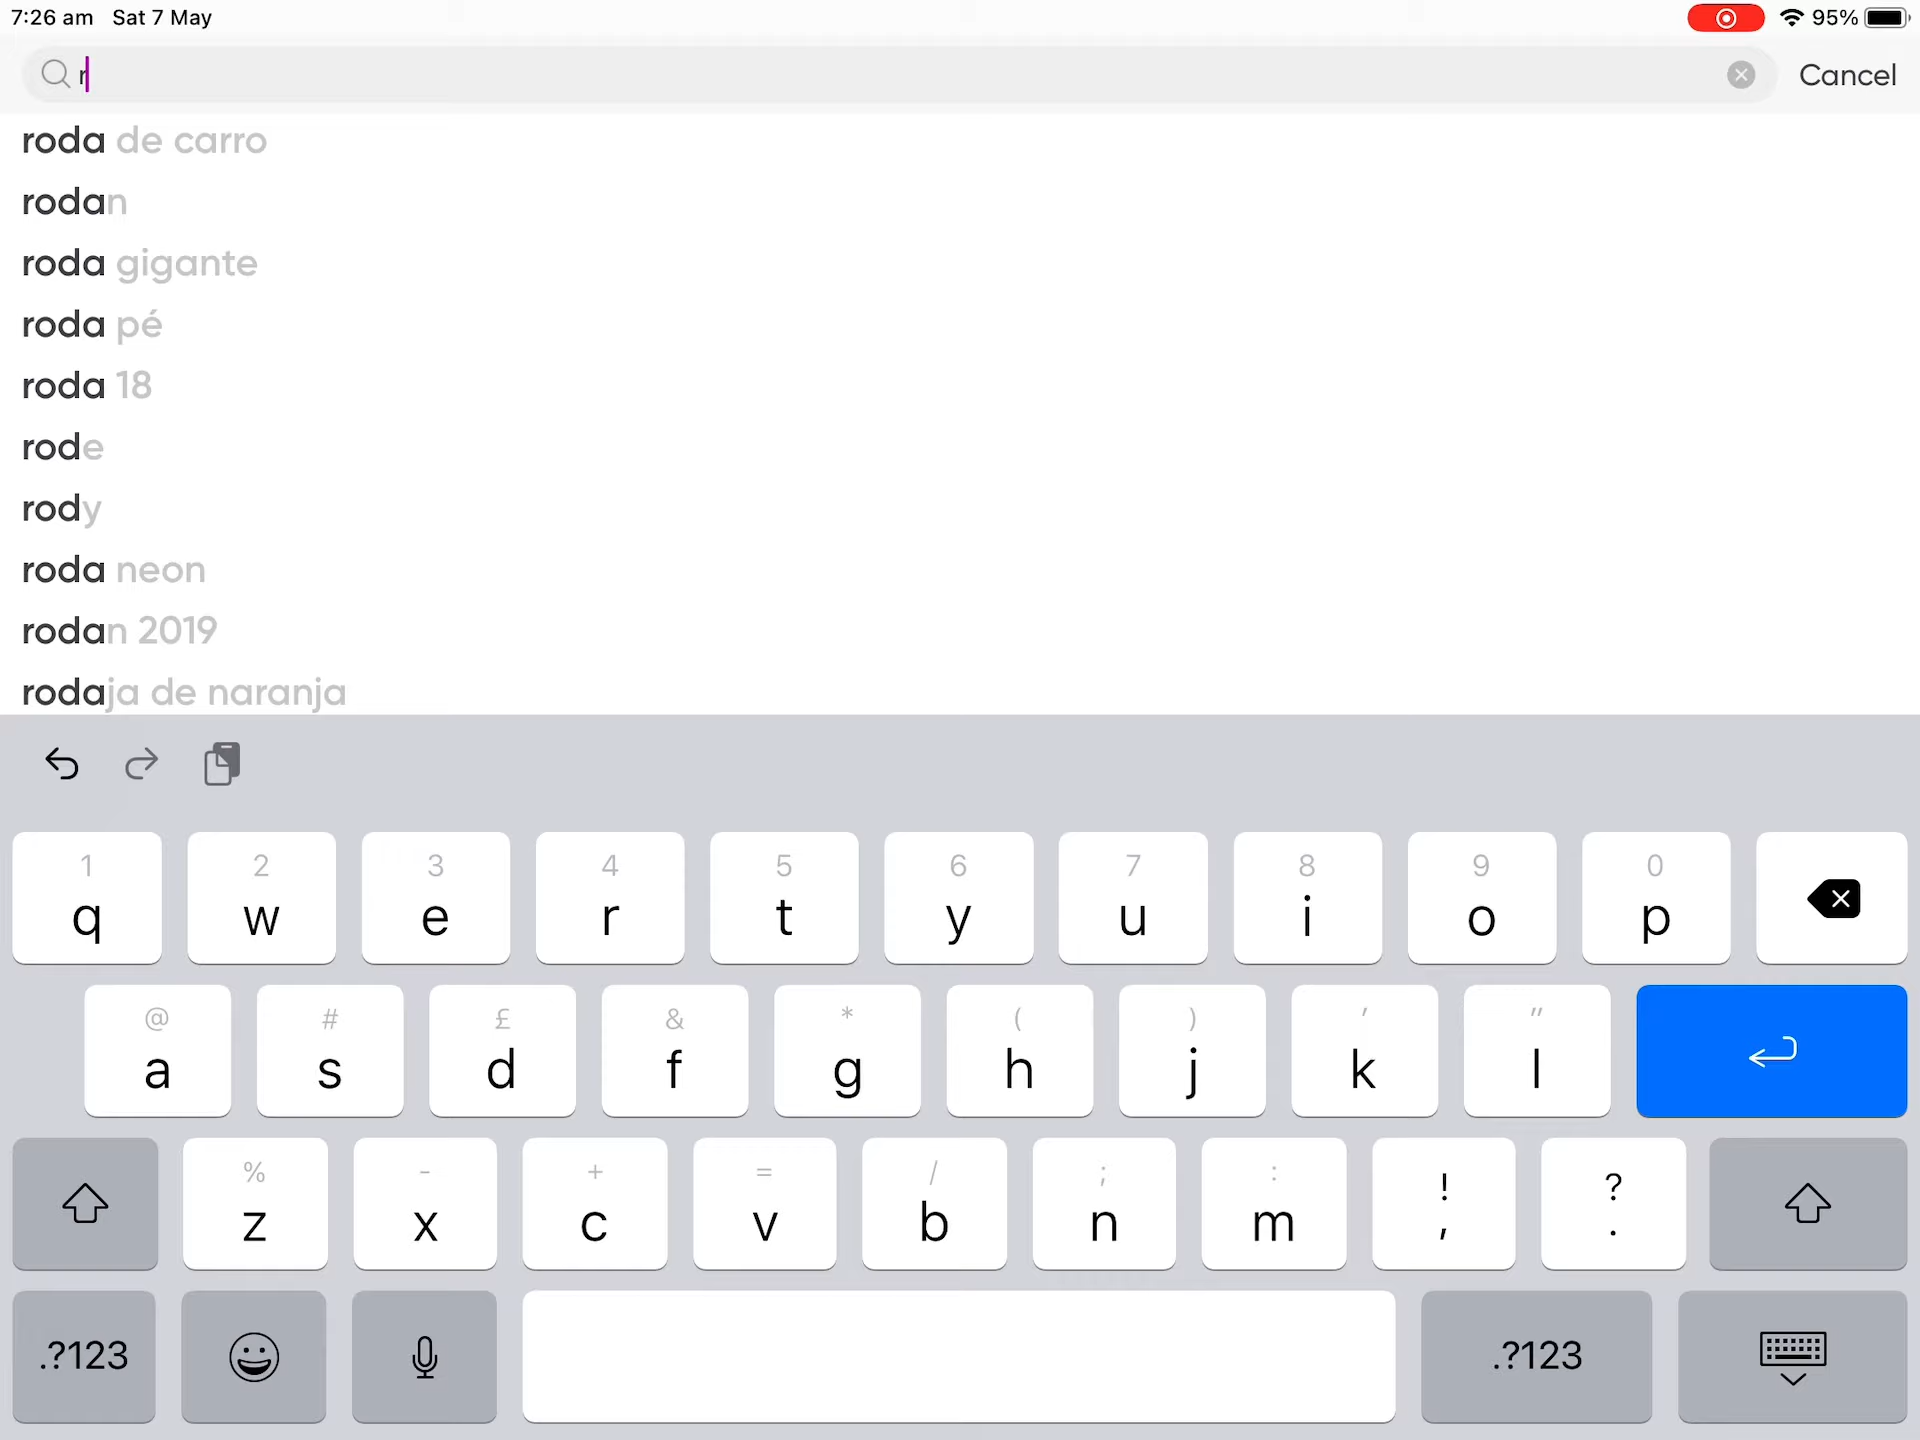 7:26 am Sat 7 May 95%
r Cancel
roda de carro
rodan
roda gigante
roda pé
roda 18
rode
rody
roda neon
rodan 2019
rodaja de naranja
1 2 3 4 5 6 7 8 9 0
q w e r t y u i o p
@ # £ & * ( ) ' "
a s d f g h j k l
% - + = / ; : ! ?
z x c v b n m , .
.?123 .?123